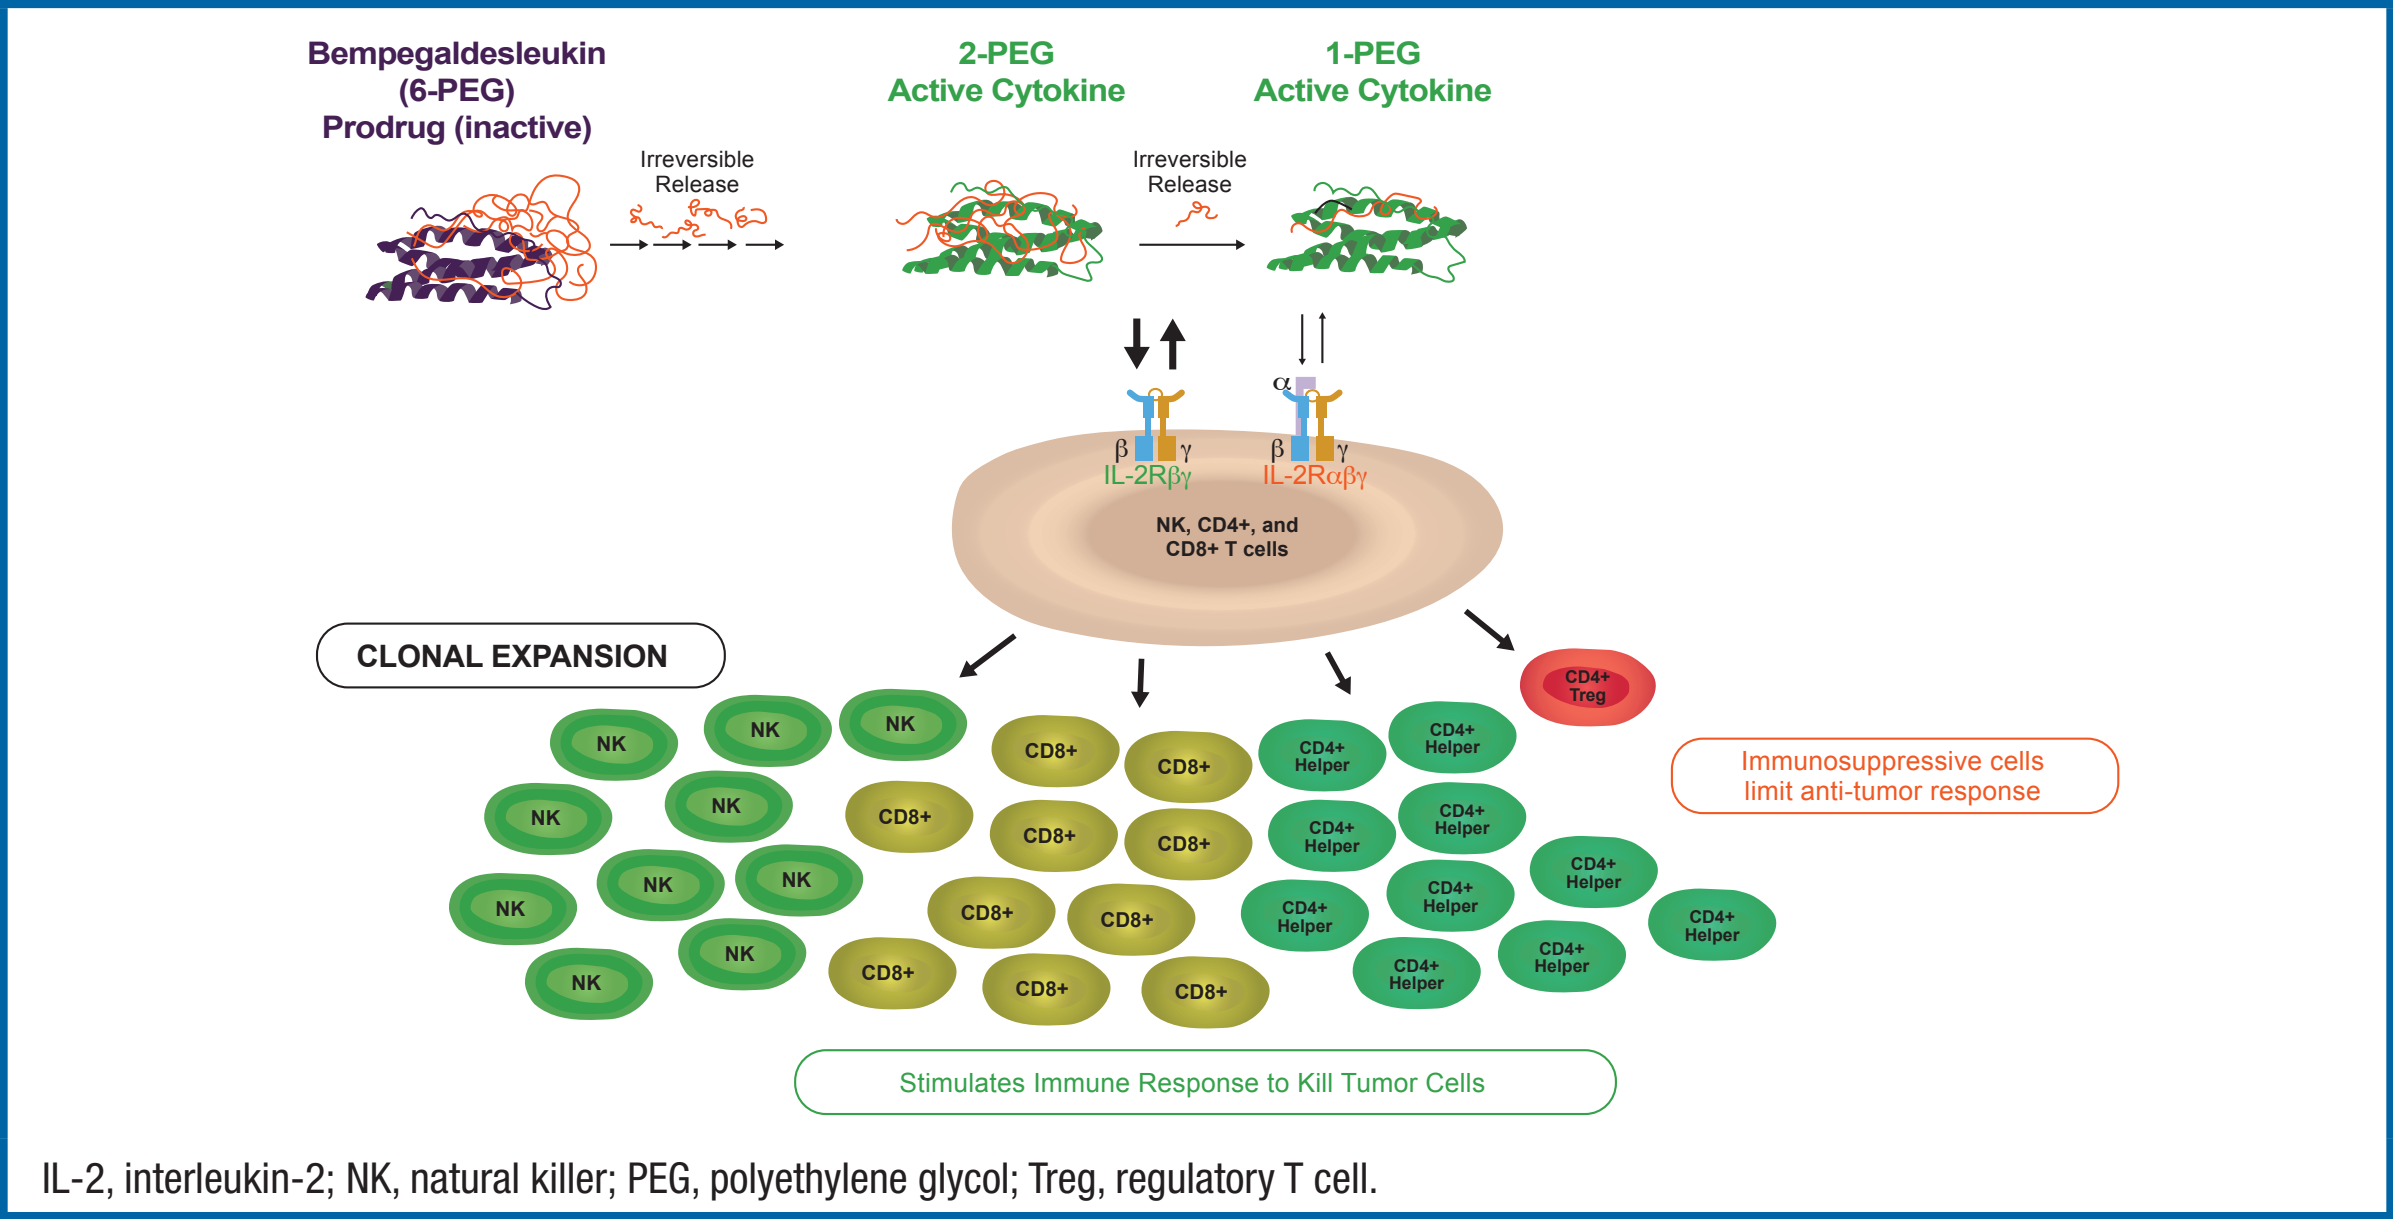 Bempegaldesleukin
(6-PEG)
Prodrug (inactive)
2-PEG
Active Cytokine
1-PEG
Active Cytokine
Irreversible
Release
Irreversible
Release
α
β
γ
IL-2Rβγ
β
γ
IL-2Rαβγ
NK, CD4+, and
CD8+ T cells
CLONAL EXPANSION
NK
NK
NK
NK
NK
NK
NK
NK
NK
NK
CD8+
CD8+
CD8+
CD8+
CD8+
CD8+
CD8+
CD8+
CD8+
CD8+
CD4+
Helper
CD4+
Helper
CD4+
Helper
CD4+
Helper
CD4+
Helper
CD4+
Helper
CD4+
Helper
CD4+
Helper
CD4+
Helper
CD4+
Helper
CD4+
Treg
Immunosuppressive cells
limit anti-tumor response
Stimulates Immune Response to Kill Tumor Cells
IL-2, interleukin-2; NK, natural killer; PEG, polyethylene glycol; Treg, regulatory T cell.